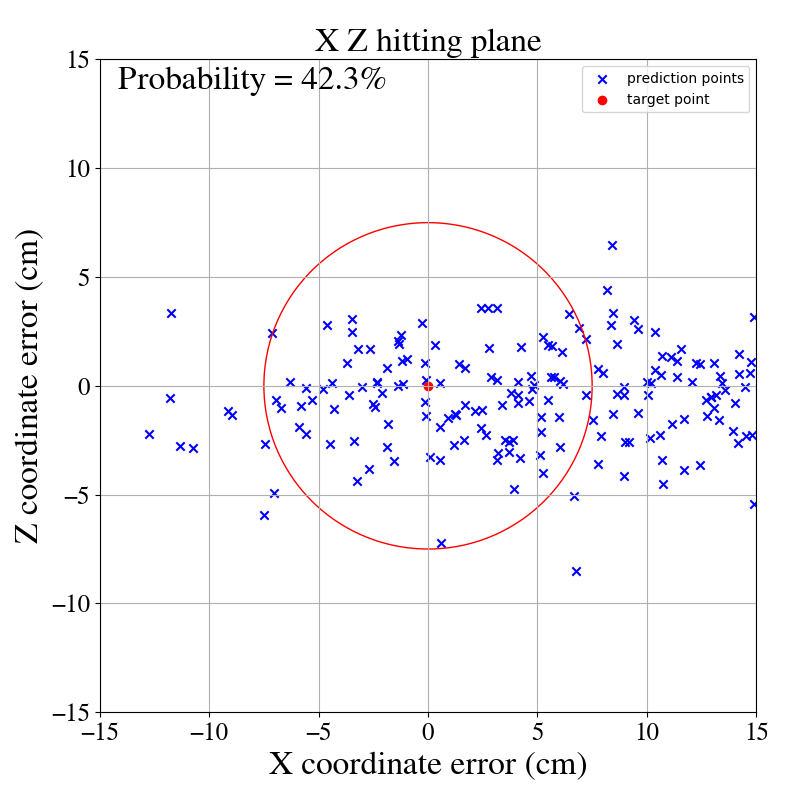 X Z hitting plane
Probability = 42.3%
prediction points
target point
15
10
5
0
−5
−10
−15
Z coordinate error (cm)
−15
−10
−5
0
5
10
15
X coordinate error (cm)